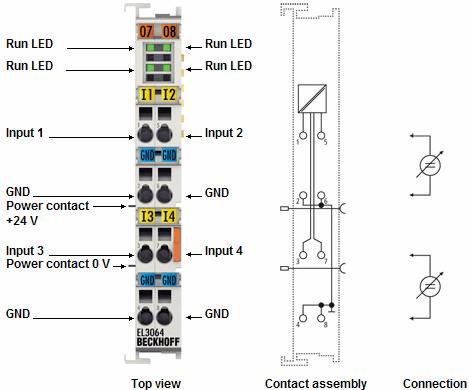 07 08
Run LED
Run LED
Run LED
Run LED
I1 I2
Input 1
Input 2
1 5
GND GND
GND
GND
2 6
Power contact
+24 V
I3 I4
Input 3
Input 4
Power contact 0 V
3 7
GND GND
GND
GND
4 8
EL3064
BECKHOFF
Top view
Contact assembly
Connection